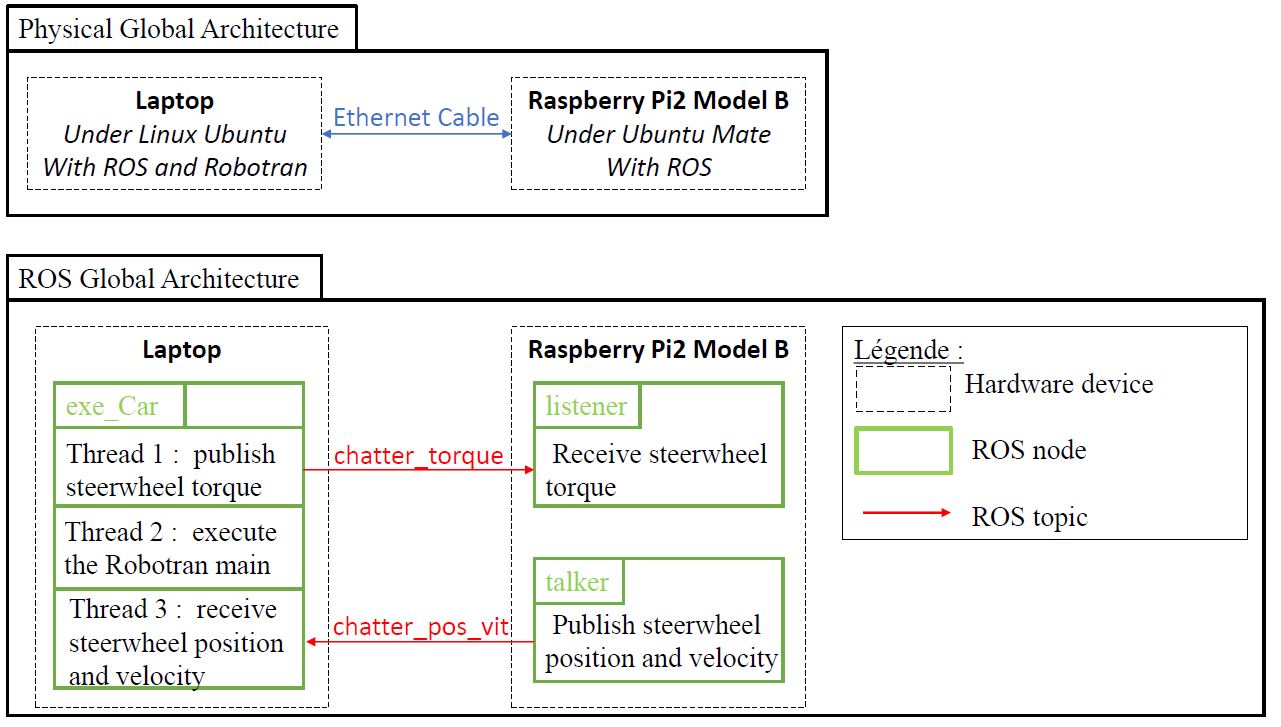 Physical Global Architecture
Laptop
Under Linux Ubuntu
With ROS and Robotran
Ethernet Cable
Raspberry Pi2 Model B
Under Ubuntu Mate
With ROS
ROS Global Architecture
Laptop
exe_Car
Thread 1 : publish
steerwheel torque
Thread 2 : execute
the Robotran main
Thread 3 : receive
steerwheel position
and velocity
chatter_torque
chatter_pos_vit
Raspberry Pi2 Model B
listener
Receive steerwheel
torque
talker
Publish steerwheel
position and velocity
Légende :
Hardware device
ROS node
ROS topic